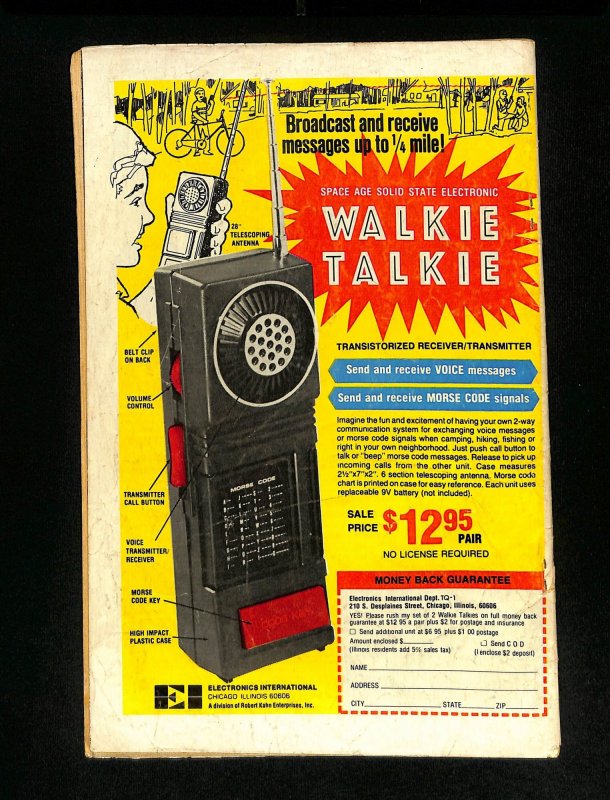 Broadcast and receive
messages up to 1/4 mile!
SPACE AGE SOLID STATE ELECTRONIC
WALKIE
TALKIE
28"
TELESCOPING
ANTENNA
TRANSISTORIZED RECEIVER/TRANSMITTER
Send and receive VOICE messages
Send and receive MORSE CODE signals
Imagine the fun and excitement of having your own 2-way
communication system for exchanging voice messages
or morse code signals when camping, hiking, fishing or
right in your own neighborhood. Just push call button to
talk or "beep" morse code messages. Release to pick up
incoming calls from the other unit. Case measures
2½"x7"x2". 6 section telescoping antenna. Morse code
chart is printed on case for easy reference. Each unit uses
replaceable 9V battery (not included).
SALE
PRICE $12.95
PAIR
NO LICENSE REQUIRED
BELT CLIP
ON BACK
VOLUME
CONTROL
TRANSMITTER
CALL BUTTON
VOICE
TRANSMITTER/
RECEIVER
MORSE
CODE KEY
HIGH IMPACT
PLASTIC CASE
MORSE CODE
EI
ELECTRONICS INTERNATIONAL
CHICAGO ILLINOIS 60606
A division of Robert Kahn Enterprises, Inc.
MONEY BACK GUARANTEE
Electronics International Dept. TQ-1
210 S. Desplaines Street, Chicago, Illinois, 60606
YES! Please rush my set of 2 Walkie Talkies on full money back
guarantee at $12.95 a pair plus $2 for postage and insurance
☐ Send additional unit at $6.95 plus $1.00 postage
Amount enclosed $
(Illinois residents add 5% sales tax)
☐ Send C O D
(I enclose $2 deposit)
NAME
ADDRESS
CITY STATE ZIP